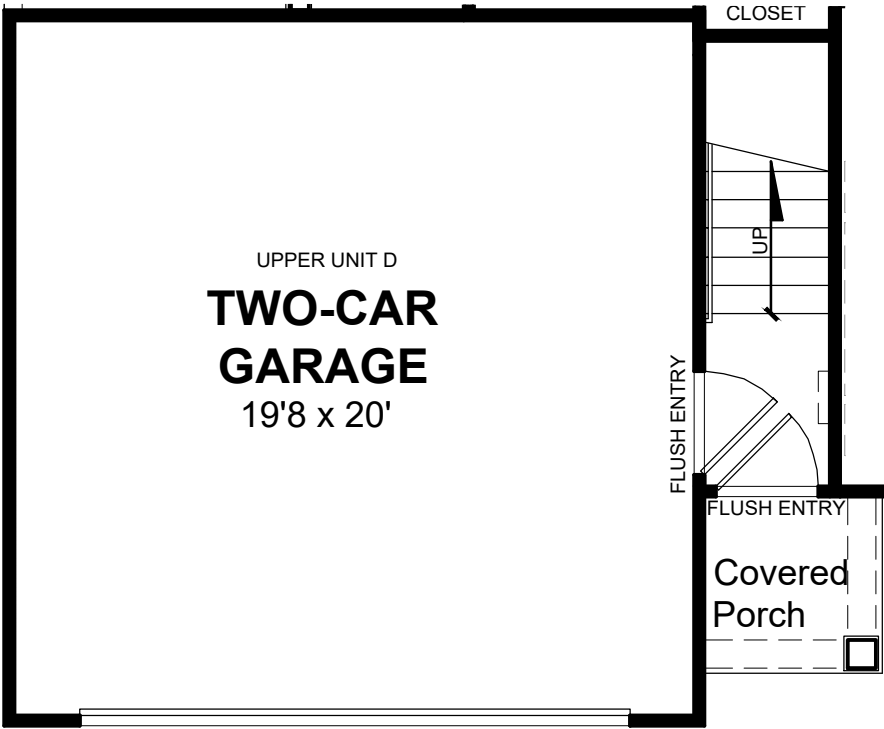 CLOSET
UP
UPPER UNIT D
TWO-CAR
GARAGE
19'8 x 20'
FLUSH ENTRY
FLUSH ENTRY
Covered
Porch